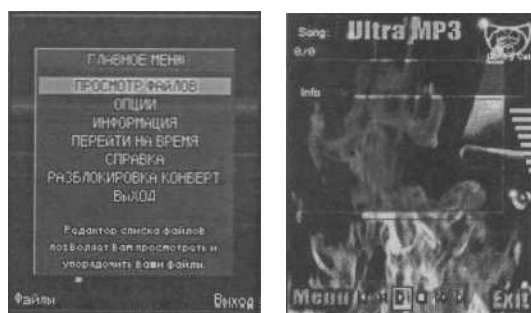 ГЛАВНОЕ МЕНЮ
ПРОСМОТР ФАЙЛОВ
ОПЦИИ
ИНФОРМАЦИЯ
ПЕРЕЙТИ НА ВРЕМЯ
СПРАВКА
РАЗБЛОКИРОВКА КОНВЕРТ
ВЫХОД
Редактор списка файлов
позволяет Вам просмотреть и
упорядочить Ваши файлы.
Файлы
Выход
Song:
Ultra MP3
0/0
Info
Menu
Exit